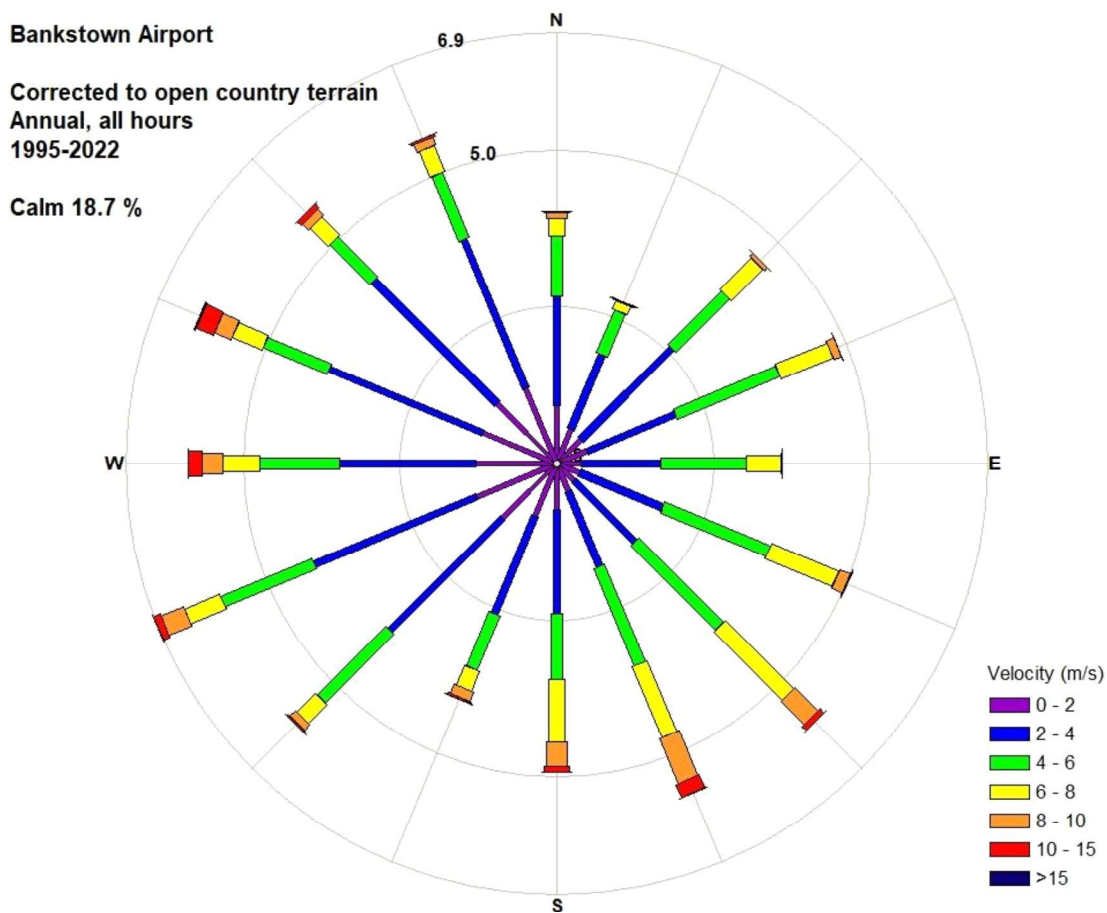 Bankstown Airport
Corrected to open country terrain
Annual, all hours
1995-2022
Calm 18.7 %
N
6.9
5.0
W
E
S
Velocity (m/s)
0 - 2
2 - 4
4 - 6
6 - 8
8 - 10
10 - 15
>15